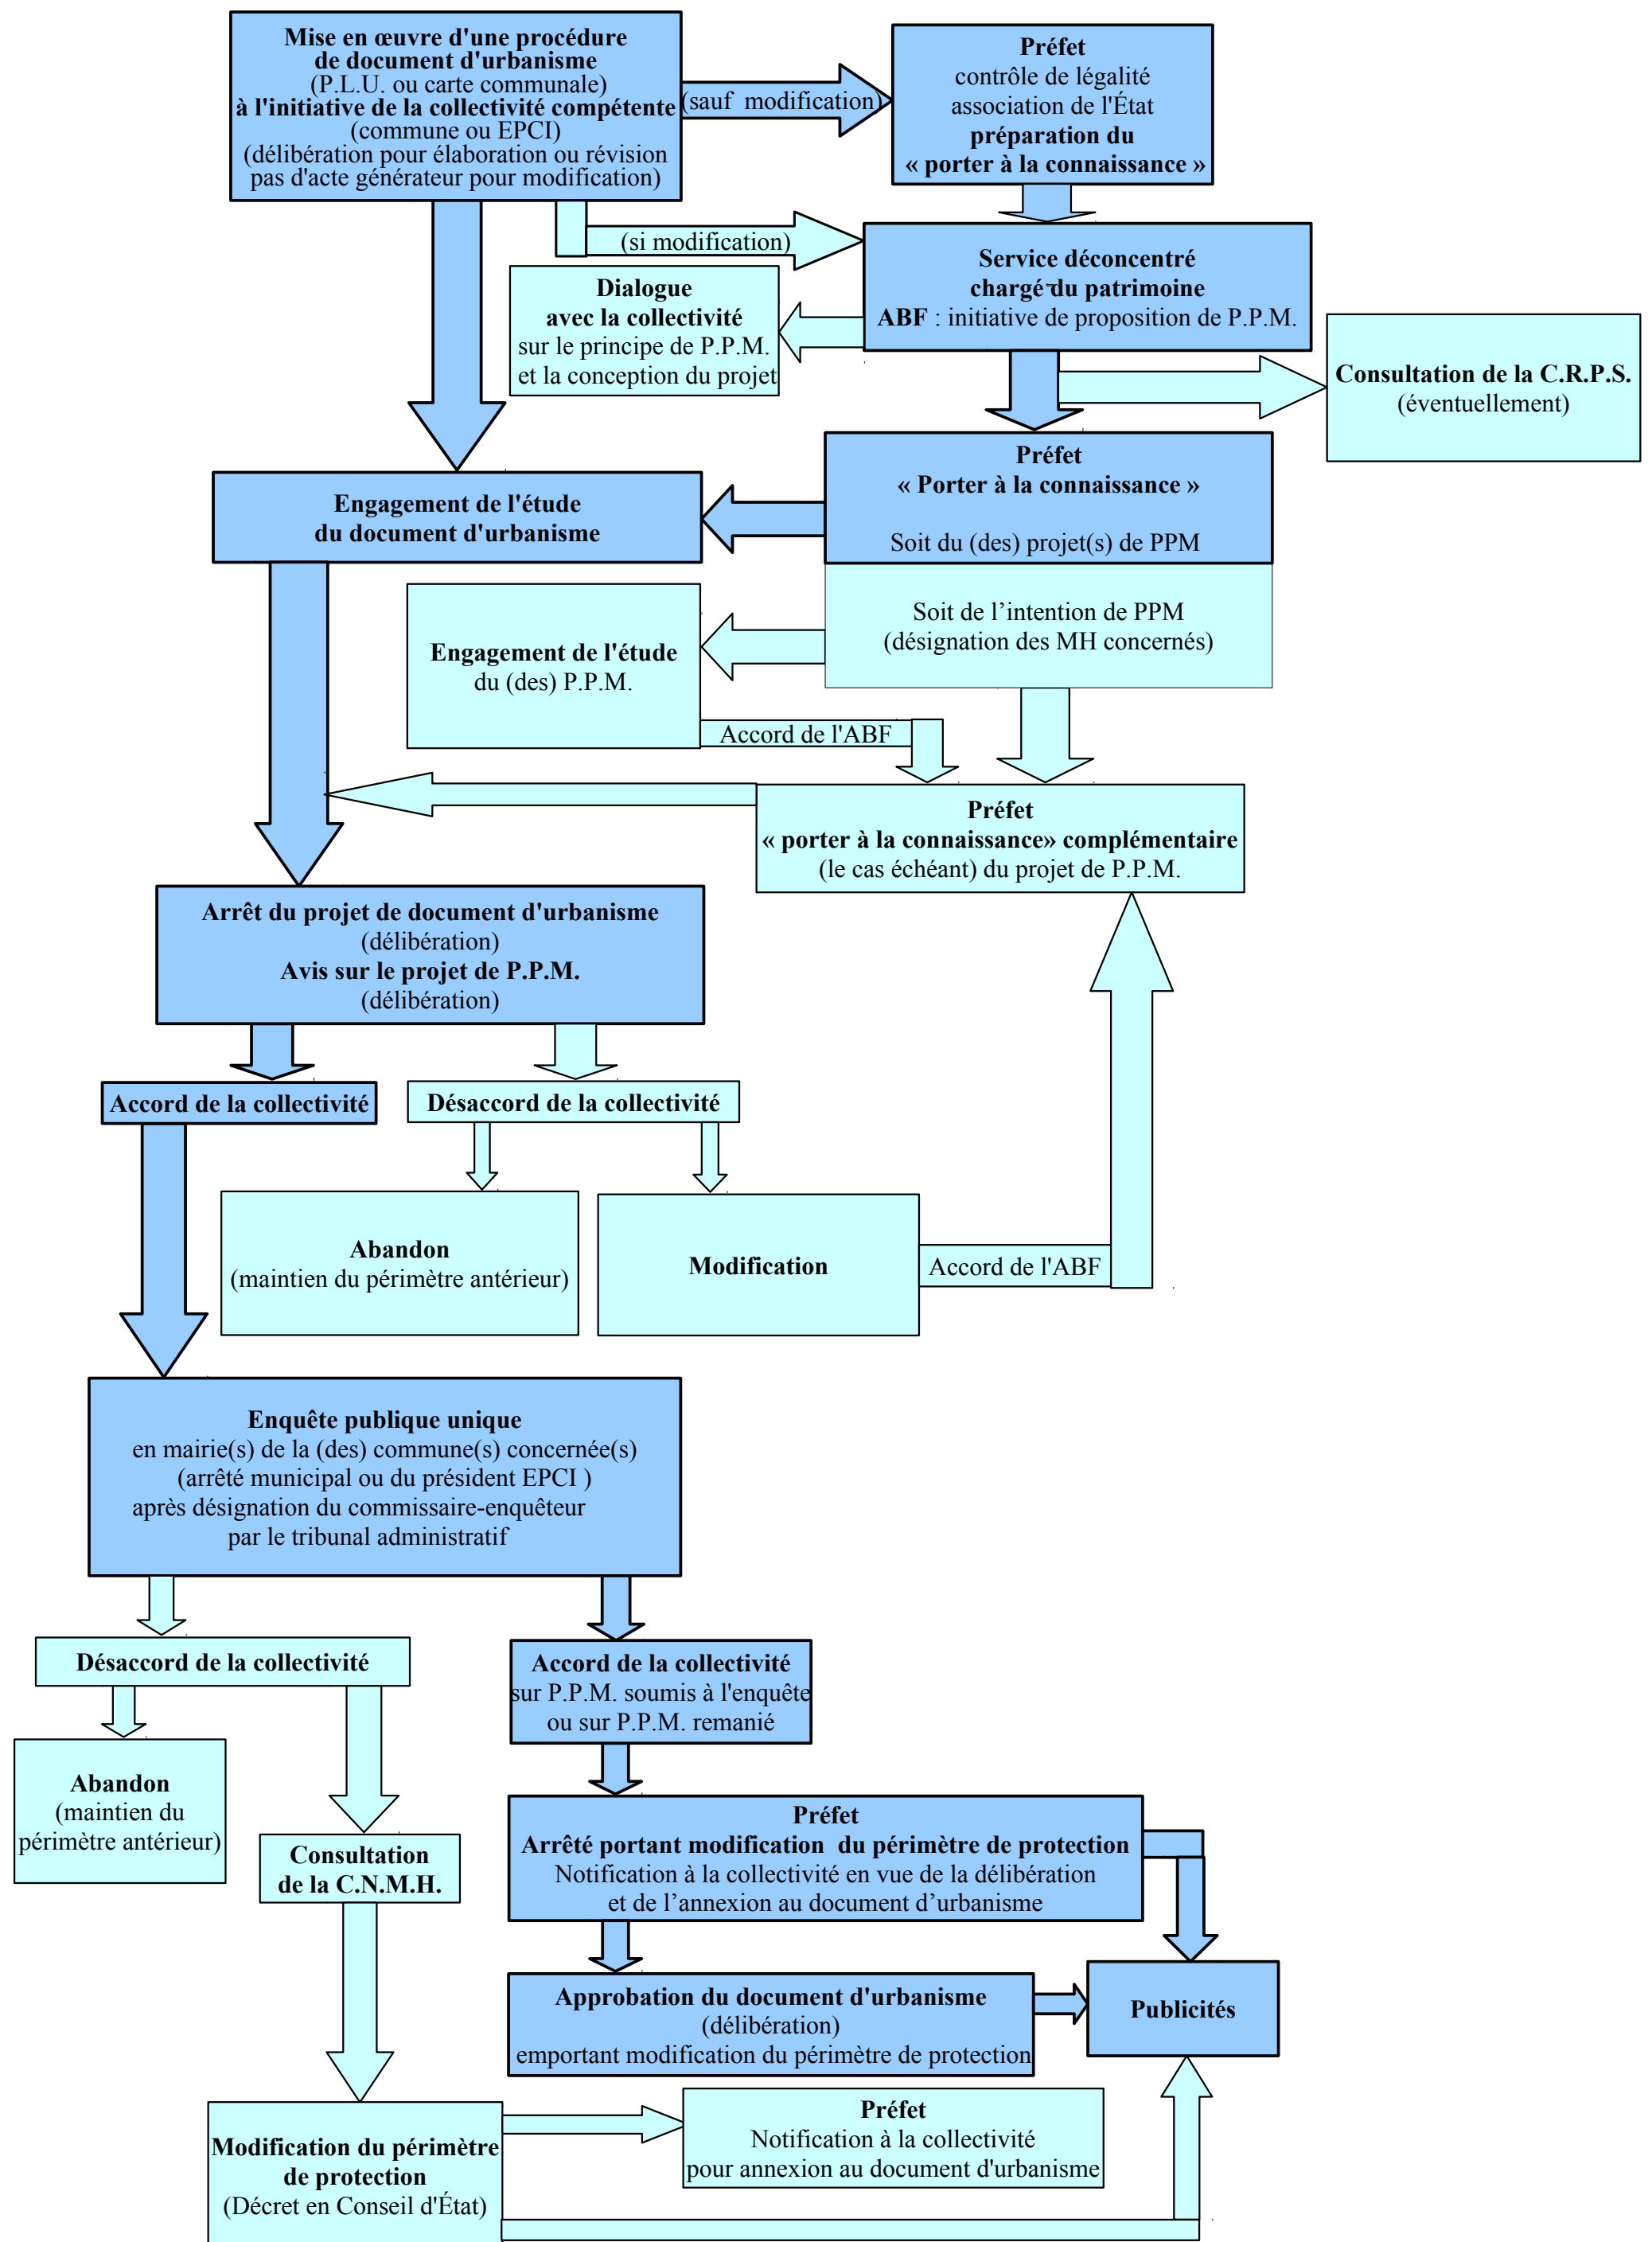 Mise en œuvre d'une procédure
de document d'urbanisme
(P.L.U. ou carte communale)
à l'initiative de la collectivité compétente
(commune ou EPCI)
(délibération pour élaboration ou révision
pas d'acte générateur pour modification)
(sauf modification)
Préfet
contrôle de légalité
association de l'État
préparation du
« porter à la connaissance »
(si modification)
Service déconcentré
chargé du patrimoine
ABF : initiative de proposition de P.P.M.
Dialogue
avec la collectivité
sur le principe de P.P.M.
et la conception du projet
Consultation de la C.R.P.S.
(éventuellement)
Préfet
« Porter à la connaissance »
Soit du (des) projet(s) de PPM
Engagement de l'étude
du document d'urbanisme
Soit de l’intention de PPM
(désignation des MH concernés)
Engagement de l'étude
du (des) P.P.M.
Accord de l'ABF
Préfet
« porter à la connaissance» complémentaire
(le cas échéant) du projet de P.P.M.
Arrêt du projet de document d'urbanisme
(délibération)
Avis sur le projet de P.P.M.
(délibération)
Accord de la collectivité
Désaccord de la collectivité
Abandon
(maintien du périmètre antérieur)
Modification
Accord de l'ABF
Enquête publique unique
en mairie(s) de la (des) commune(s) concernée(s)
(arrêté municipal ou du président EPCI )
après désignation du commissaire-enquêteur
par le tribunal administratif
Désaccord de la collectivité
Accord de la collectivité
sur P.P.M. soumis à l'enquête
ou sur P.P.M. remanié
Abandon
(maintien du
périmètre antérieur)
Consultation
de la C.N.M.H.
Préfet
Arrêté portant modification du périmètre de protection
Notification à la collectivité en vue de la délibération
et de l’annexion au document d’urbanisme
Approbation du document d'urbanisme
(délibération)
emportant modification du périmètre de protection
Publicités
Modification du périmètre
de protection
(Décret en Conseil d'État)
Préfet
Notification à la collectivité
pour annexion au document d'urbanisme